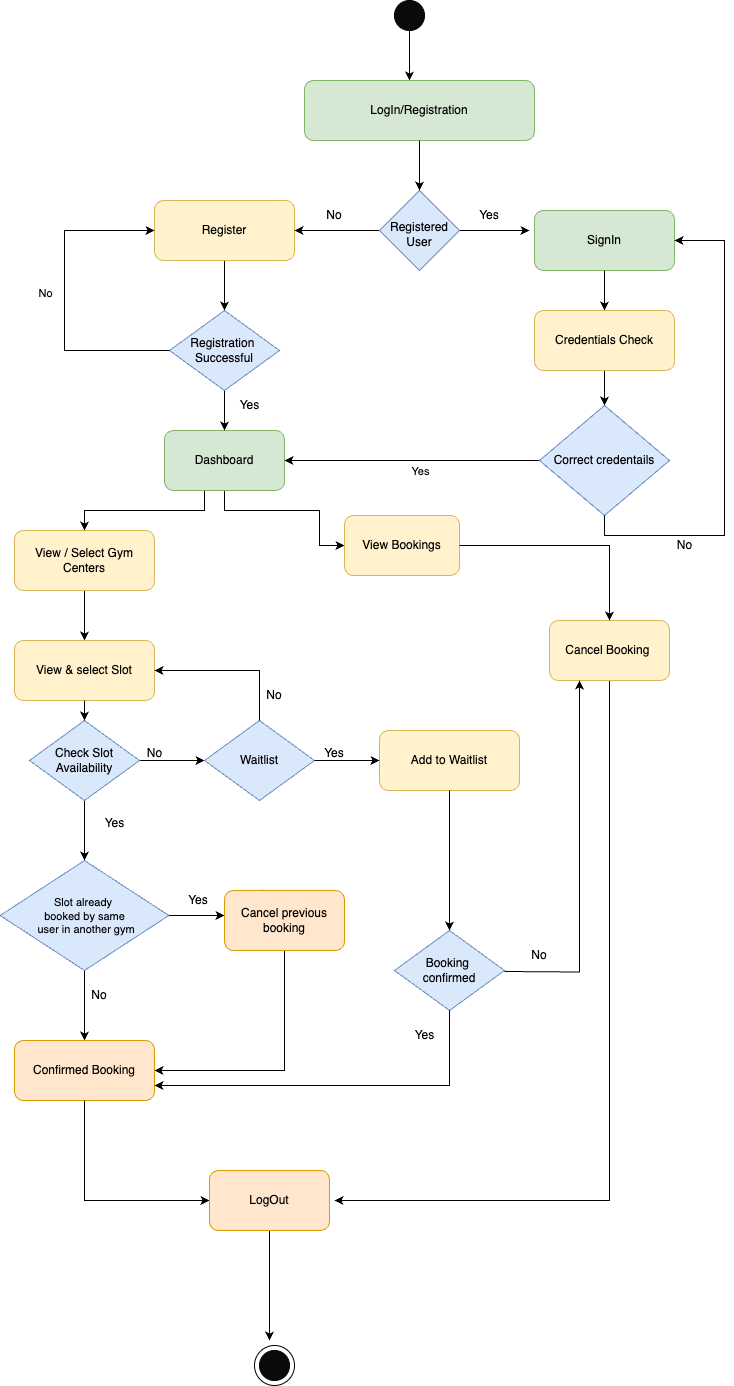 LogIn/Registration
No
Yes
Register
Registered
User
SignIn
No
Registration
Successful
Credentials Check
Yes
Dashboard
Yes
Correct credentails
View / Select Gym
Centers
View Bookings
No
View & select Slot
Cancel Booking
No
Check Slot
Availability
No
Waitlist
Yes
Add to Waitlist
Yes
Slot already
booked by same
user in another gym
Yes
Cancel previous
booking
Booking
confirmed
No
No
Yes
Confirmed Booking
LogOut